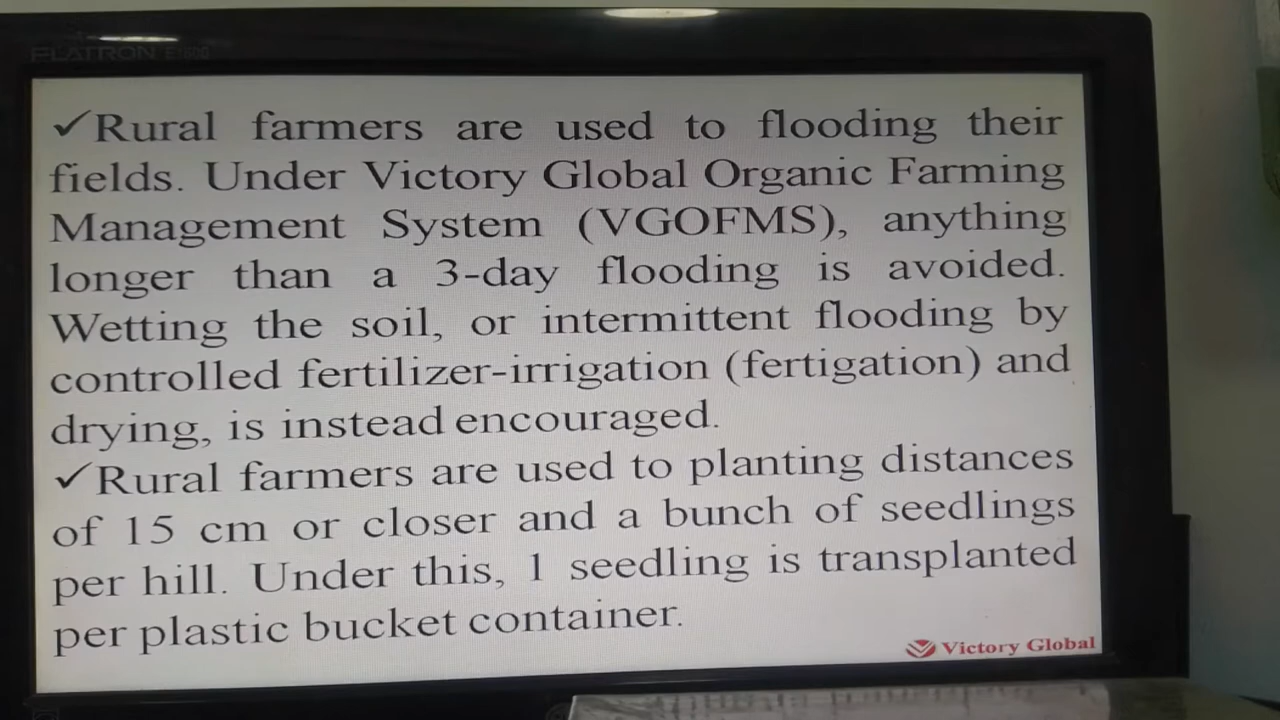 FLATRON E1500
✓Rural farmers are used to flooding their
fields. Under Victory Global Organic Farming
Management System (VGOFMS), anything
longer than a 3-day flooding is avoided.
Wetting the soil, or intermittent flooding by
controlled fertilizer-irrigation (fertigation) and
drying, is instead encouraged.
✓Rural farmers are used to planting distances
of 15 cm or closer and a bunch of seedlings
per hill. Under this, 1 seedling is transplanted
per plastic bucket container.
Victory Global